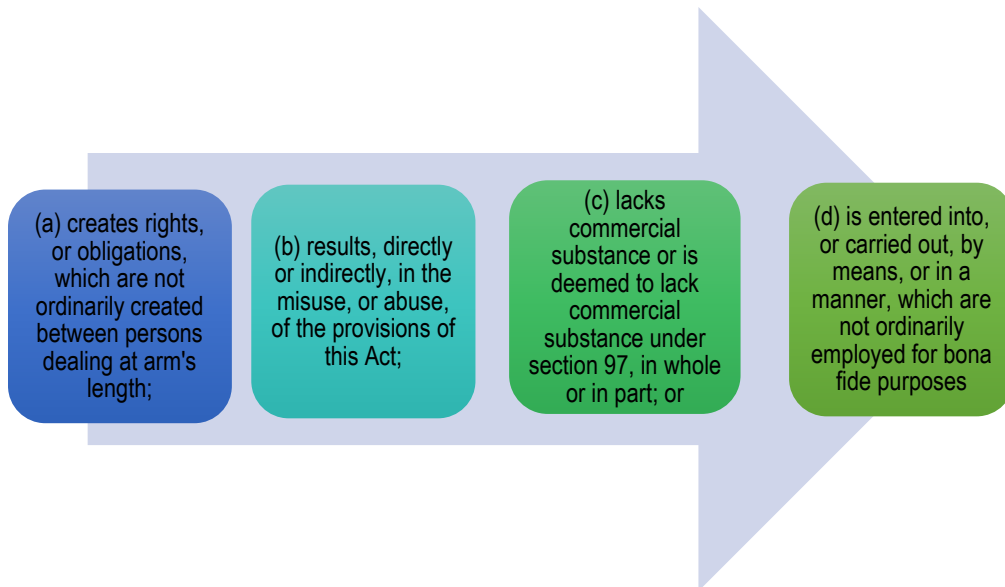 (a) creates rights,
or obligations,
which are not
ordinarily created
between persons
dealing at arm's
length;
(b) results, directly
or indirectly, in the
misuse, or abuse,
of the provisions of
this Act;
(c) lacks
commercial
substance or is
deemed to lack
commercial
substance under
section 97, in whole
or in part; or
(d) is entered into,
or carried out, by
means, or in a
manner, which are
not ordinarily
employed for bona
fide purposes